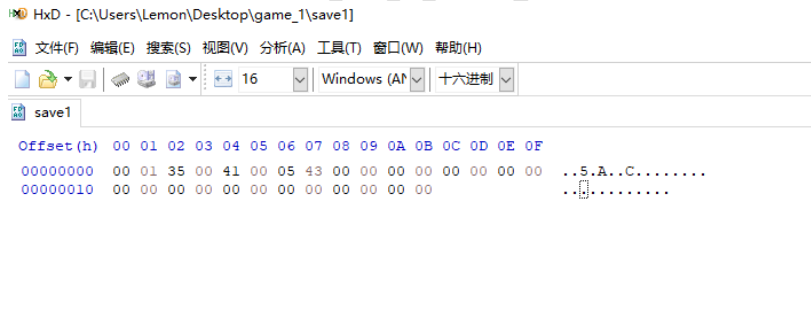 HxD - [C:\Users\Lemon\Desktop\game_1\save1]
文件(F) 编辑(E) 搜索(S) 视图(V) 分析(A) 工具(T) 窗口(W) 帮助(H)
16 Windows (AN 十六进制
save1
Offset(h) 00 01 02 03 04 05 06 07 08 09 0A 0B 0C 0D 0E 0F
00000000 00 01 35 00 41 00 05 43 00 00 00 00 00 00 00 00 ..5.A..C........
00000010 00 00 00 00 00 00 00 00 00 00 00 00 ............